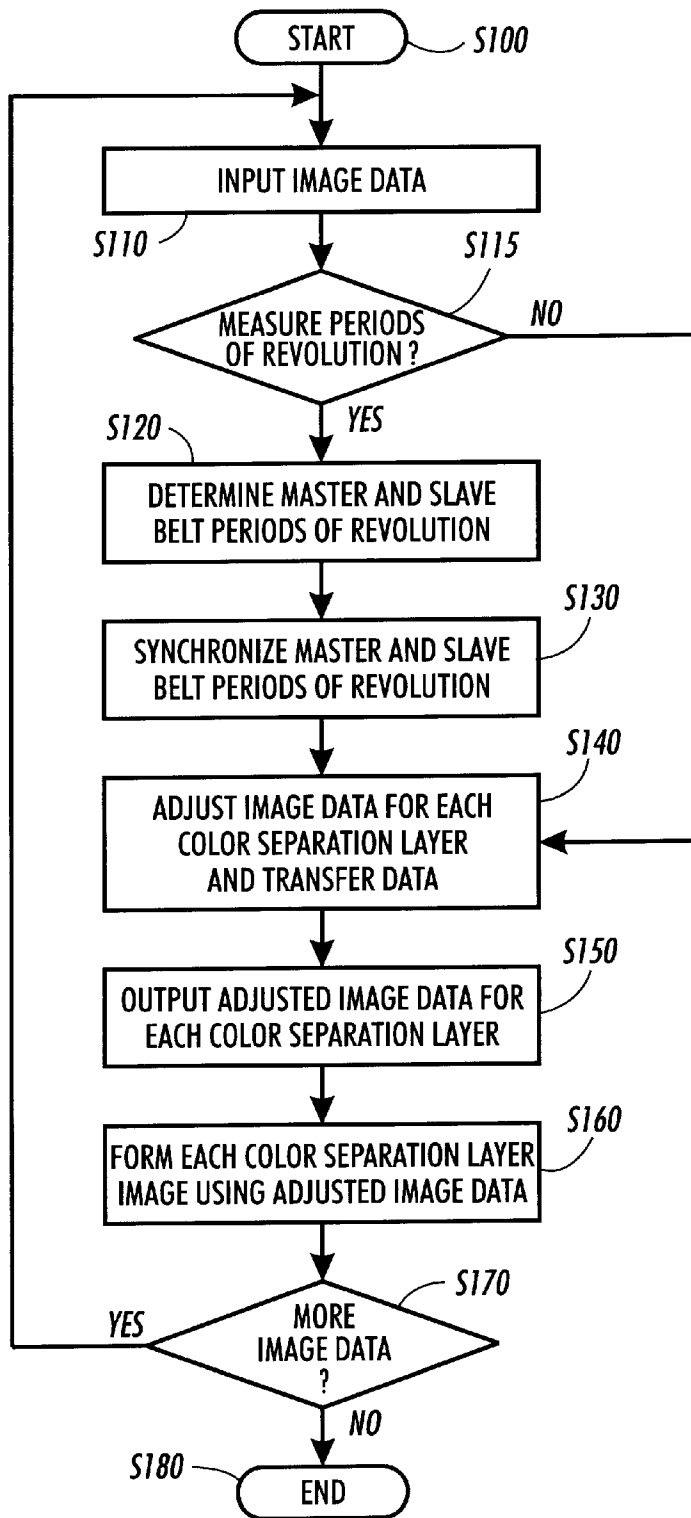 START
S100
INPUT IMAGE DATA
S110
S115
MEASURE PERIODS
OF REVOLUTION ?
NO
YES
S120
DETERMINE MASTER AND SLAVE
BELT PERIODS OF REVOLUTION
S130
SYNCHRONIZE MASTER AND SLAVE
BELT PERIODS OF REVOLUTION
S140
ADJUST IMAGE DATA FOR EACH
COLOR SEPARATION LAYER
AND TRANSFER DATA
S150
OUTPUT ADJUSTED IMAGE DATA FOR
EACH COLOR SEPARATION LAYER
S160
FORM EACH COLOR SEPARATION LAYER
IMAGE USING ADJUSTED IMAGE DATA
S170
YES
MORE
IMAGE DATA
?
NO
S180
END